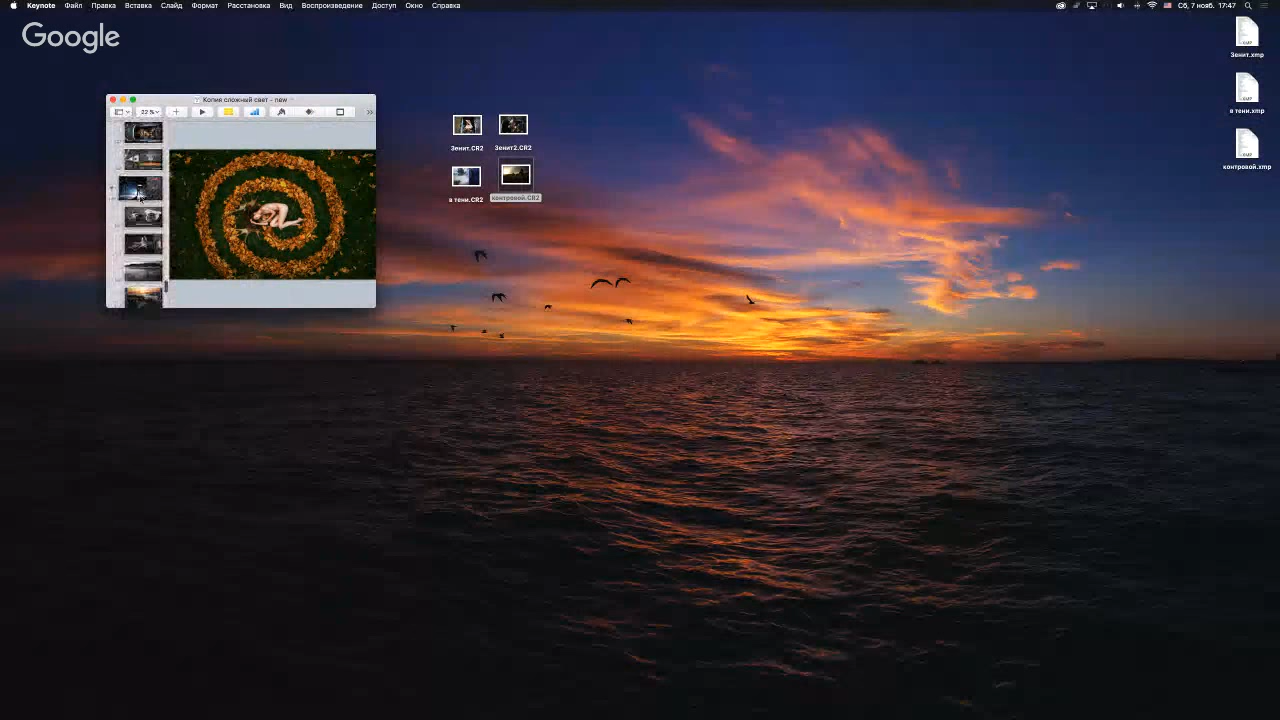 Keynote Файл Правка Вставка Слайд Формат Расстановка Вид Воспроизведение Доступ Окно Справка
Сб, 7 нояб. 17:47
Google
Копия сложный свет - new
22 %
Зенит.CR2
Зенит2.CR2
в тени.CR2
контровой.CR2
Зенит.xmp
в тени.xmp
контровой.xmp